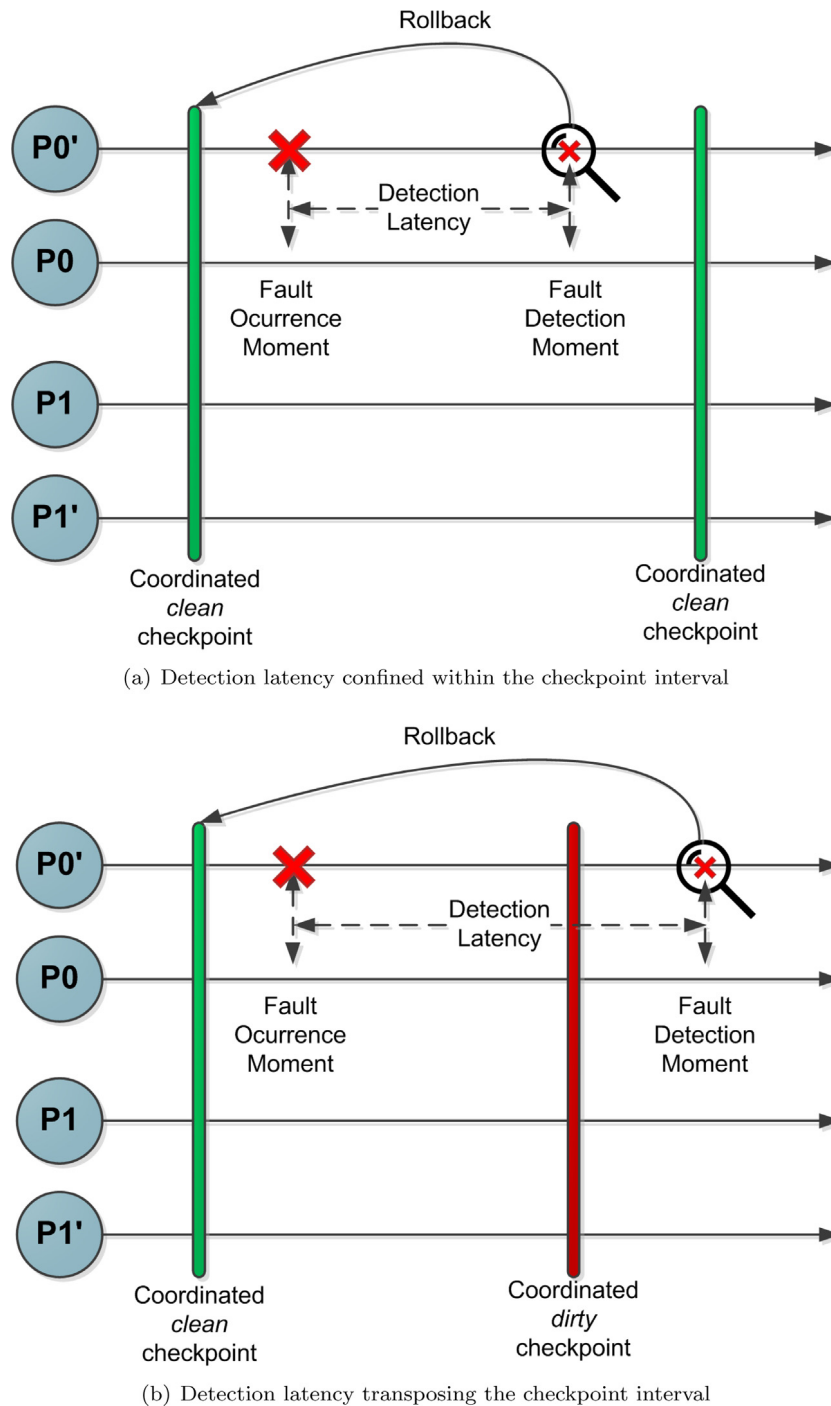 Rollback
P0'
Detection
Latency
P0
Fault
Ocurrence
Moment
Fault
Detection
Moment
P1
P1'
Coordinated
clean
checkpoint
Coordinated
clean
checkpoint
(a) Detection latency confined within the checkpoint interval
Rollback
P0'
Detection
Latency
P0
Fault
Ocurrence
Moment
Fault
Detection
Moment
P1
P1'
Coordinated
clean
checkpoint
Coordinated
dirty
checkpoint
(b) Detection latency transposing the checkpoint interval